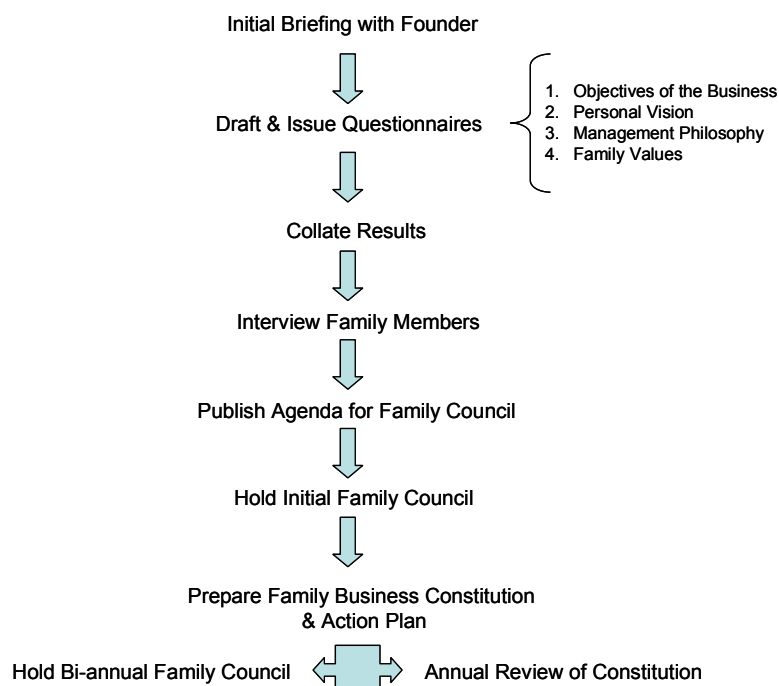 Initial Briefing with Founder
Draft & Issue Questionnaires
1. Objectives of the Business
2. Personal Vision
3. Management Philosophy
4. Family Values
Collate Results
Interview Family Members
Publish Agenda for Family Council
Hold Initial Family Council
Prepare Family Business Constitution
& Action Plan
Hold Bi-annual Family Council
Annual Review of Constitution